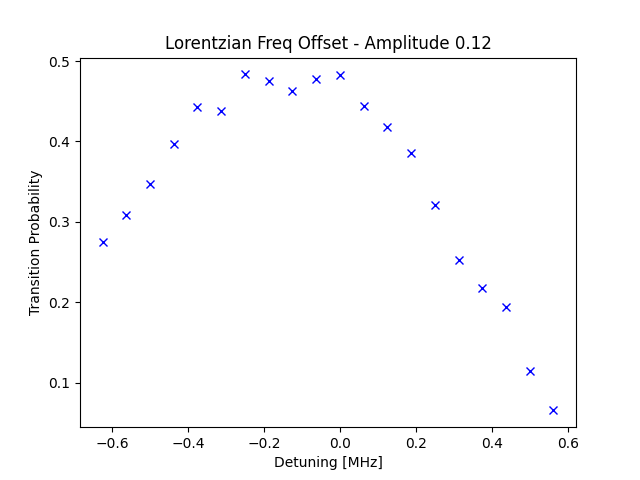 Lorentzian Freq Offset - Amplitude 0.12
Transition Probability
0.5
0.4
0.3
0.2
0.1
−0.6 −0.4 −0.2 0.0 0.2 0.4 0.6
Detuning [MHz]